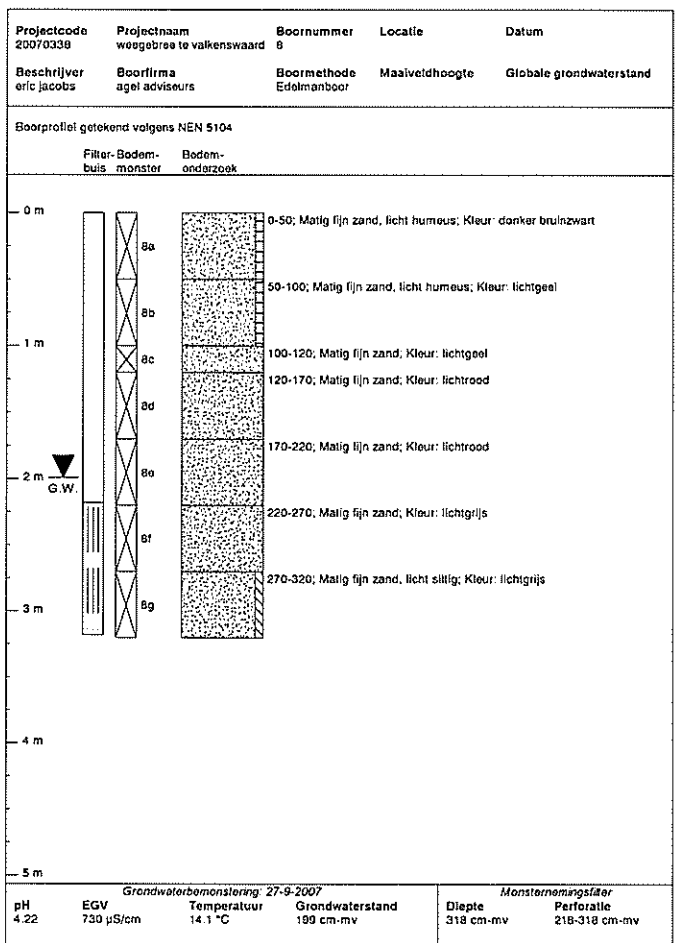 Projectcode Projectnaam Boornummer Locatie Datum
20070338 weegebree te valkenswaard 8
Beschrijver Boorfirma Boormethode Maaiveldhoogte Globale grondwaterstand
eric jacobs agel adviseurs Edelmanboor
Boorprofiel getekend volgens NEN 5104
Filter- Bodem- Bodem-
buis monster onderzoek
0 m
0-50; Matig fijn zand, licht humeus; Kleur: donker bruinzwart
8a
50-100; Matig fijn zand, licht humeus; Kleur: lichtgeel
8b
1 m
100-120; Matig fijn zand; Kleur: lichtgeel
8c
120-170; Matig fijn zand; Kleur: lichtrood
8d
170-220; Matig fijn zand; Kleur: lichtrood
8e
2 m
G.W.
220-270; Matig fijn zand; Kleur: lichtgrijs
8f
270-320; Matig fijn zand, licht siltig; Kleur: lichtgrijs
8g
3 m
4 m
5 m
Grondwaterbemonstering: 27-9-2007 Monsternemingsfilter
pH EGV Temperatuur Grondwaterstand Diepte Perforatie
4.22 730 µS/cm 14.1 °C 199 cm-mv 318 cm-mv 218-318 cm-mv